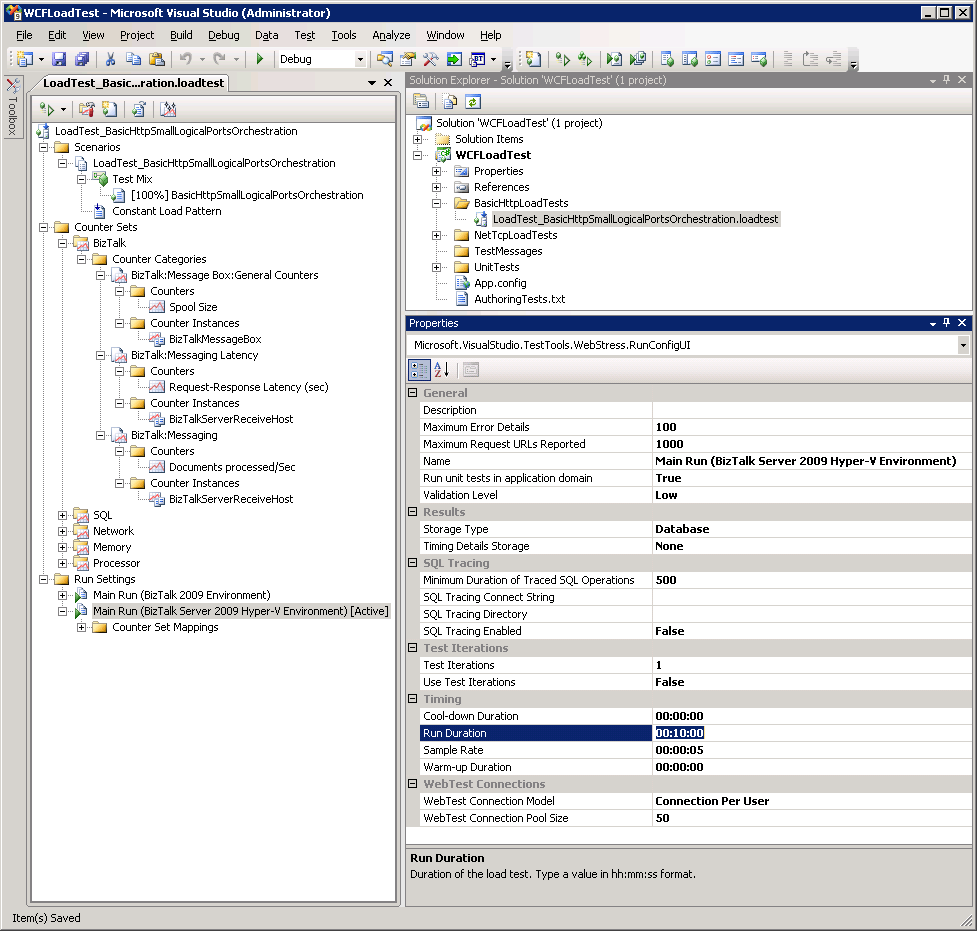 WCFLoadTest - Microsoft Visual Studio (Administrator)
File Edit View Project Build Debug Data Test Tools Analyze Window Help
Debug
Toolbox
LoadTest_Basic...ration.loadtest
LoadTest_BasicHttpSmallLogicalPortsOrchestration
Scenarios
LoadTest_BasicHttpSmallLogicalPortsOrchestration
Test Mix
[100%] BasicHttpSmallLogicalPortsOrchestration
Constant Load Pattern
Counter Sets
BizTalk
Counter Categories
BizTalk:Message Box:General Counters
Counters
Spool Size
Counter Instances
BizTalkMessageBox
BizTalk:Messaging Latency
Counters
Request-Response Latency (sec)
Counter Instances
BizTalkServerReceiveHost
BizTalk:Messaging
Counters
Documents processed/Sec
Counter Instances
BizTalkServerReceiveHost
SQL
Network
Memory
Processor
Run Settings
Main Run (BizTalk 2009 Environment)
Main Run (BizTalk Server 2009 Hyper-V Environment) [Active]
Counter Set Mappings
Solution Explorer - Solution 'WCFLoadTest' (1 project)
Solution 'WCFLoadTest' (1 project)
Solution Items
WCFLoadTest
Properties
References
BasicHttpLoadTests
LoadTest_BasicHttpSmallLogicalPortsOrchestration.loadtest
NetTcpLoadTests
TestMessages
UnitTests
App.config
AuthoringTests.txt
Properties
Microsoft.VisualStudio.TestTools.WebStress.RunConfigUI
General
Description
Maximum Error Details 100
Maximum Request URLs Reported 1000
Name Main Run (BizTalk Server 2009 Hyper-V Environment)
Run unit tests in application domain True
Validation Level Low
Results
Storage Type Database
Timing Details Storage None
SQL Tracing
Minimum Duration of Traced SQL Operations 500
SQL Tracing Connect String
SQL Tracing Directory
SQL Tracing Enabled False
Test Iterations
Test Iterations 1
Use Test Iterations False
Timing
Cool-down Duration 00:00:00
Run Duration 00:10:00
Sample Rate 00:00:05
Warm-up Duration 00:00:00
WebTest Connections
WebTest Connection Model Connection Per User
WebTest Connection Pool Size 50
Run Duration
Duration of the load test. Type a value in hh:mm:ss format.
Item(s) Saved